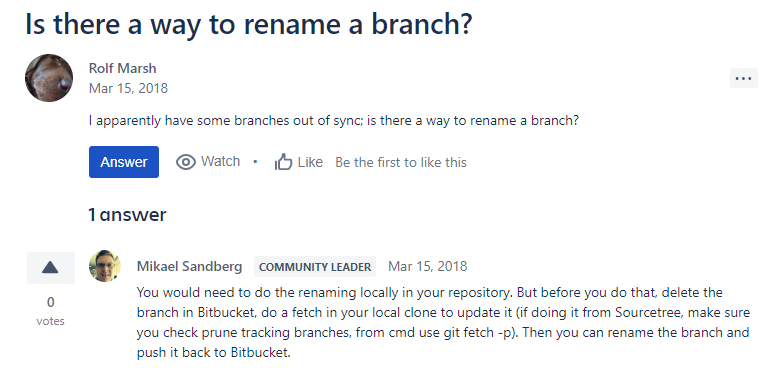 Is there a way to rename a branch?
Rolf Marsh
Mar 15, 2018
...
I apparently have some branches out of sync; is there a way to rename a branch?
Answer Watch • Like Be the first to like this
1 answer
Mikael Sandberg COMMUNITY LEADER Mar 15, 2018
0
votes
You would need to do the renaming locally in your repository. But before you do that, delete the
branch in Bitbucket, do a fetch in your local clone to update it (if doing it from Sourcetree, make sure
you check prune tracking branches, from cmd use git fetch -p). Then you can rename the branch and
push it back to Bitbucket.